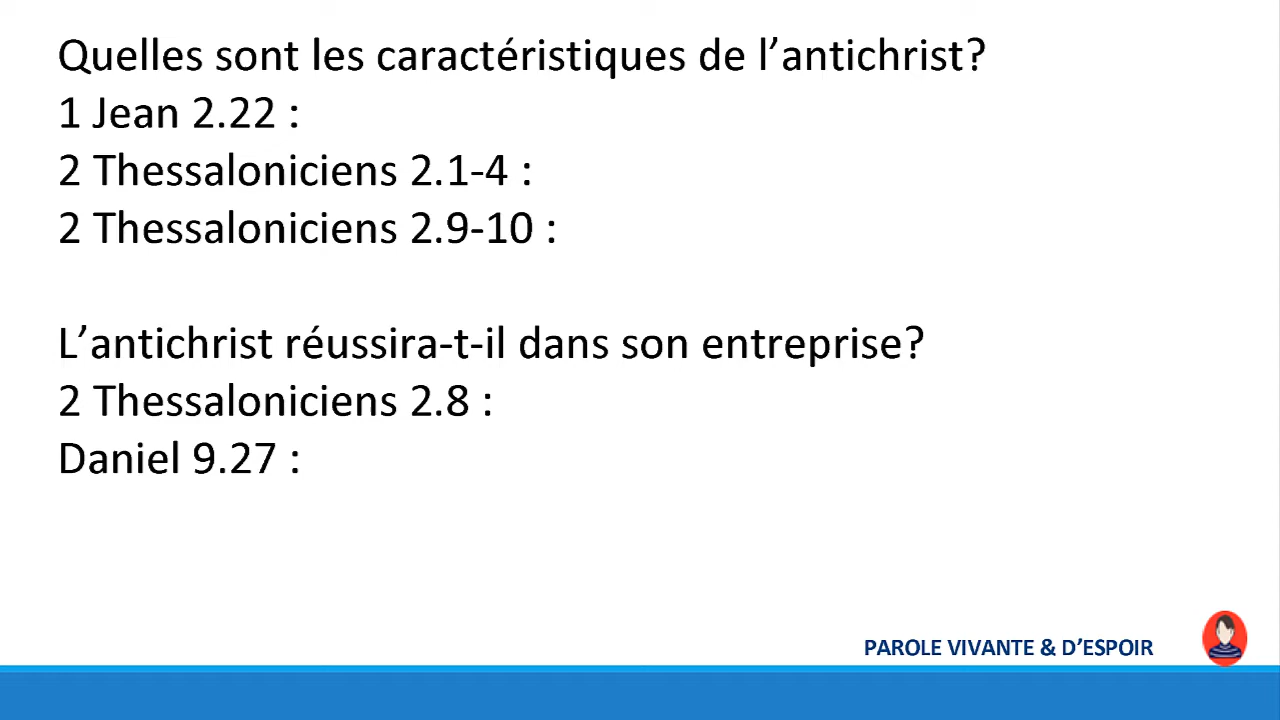 Quelles sont les caractéristiques de l’antichrist?
1 Jean 2.22 :
2 Thessaloniciens 2.1-4 :
2 Thessaloniciens 2.9-10 :
L’antichrist réussira-t-il dans son entreprise?
2 Thessaloniciens 2.8 :
Daniel 9.27 :
PAROLE VIVANTE & D’ESPOIR